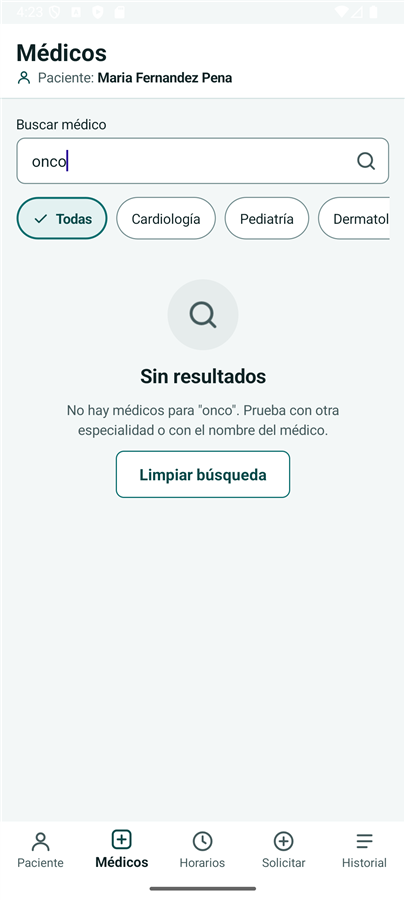 4:23
Médicos
Paciente: Maria Fernandez Pena
Buscar médico
onco
Todas
Cardiología
Pediatría
Dermatol
Sin resultados
No hay médicos para "onco". Prueba con otra
especialidad o con el nombre del médico.
Limpiar búsqueda
Paciente
Médicos
Horarios
Solicitar
Historial